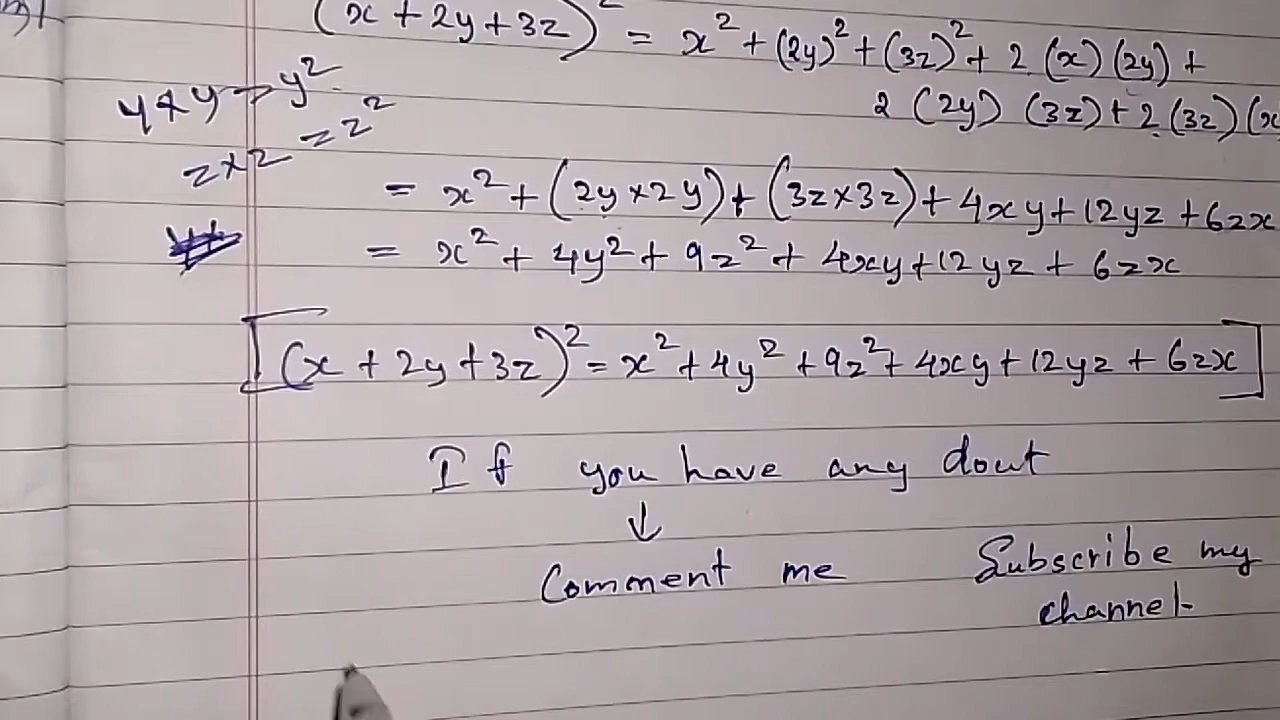 (x + 2y + 3z)² = x² + (2y)² + (3z)² + 2 (x) (2y) +
2 (2y) (3z) + 2 (3z) (x
y × y → y²
z × z = z²
= x² + (2y × 2y) + (3z × 3z) + 4xy + 12yz + 6zx
= x² + 4y² + 9z² + 4xy + 12yz + 6zx
[(x + 2y + 3z)² = x² + 4y² + 9z² + 4xy + 12yz + 6zx]
If you have any dout
↓
Comment me
Subscribe my
channel